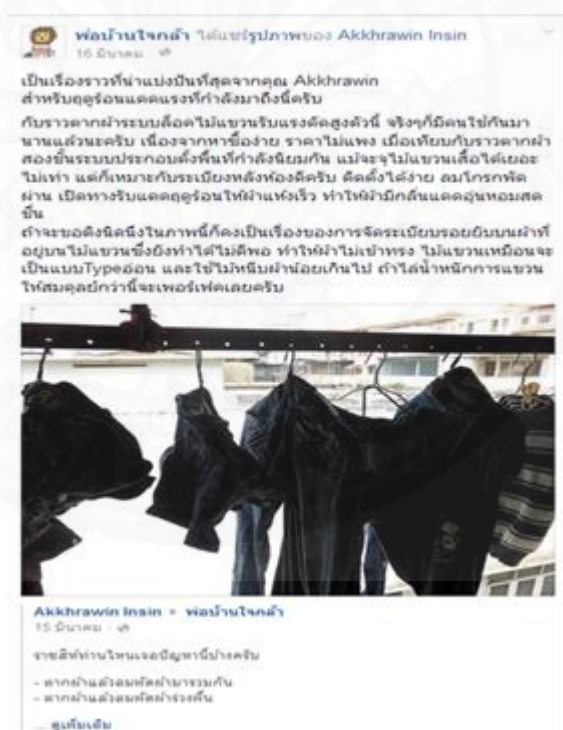 พ่อบ้านใจกล้า ได้แชร์รูปภาพของ Akkhrawin Insin
16 มีนาคม
เป็นเรื่องราวที่น่าแบ่งปันที่สุดจากคุณ Akkhrawin
สำหรับฤดูร้อนแดดแรงที่กำลังมาถึงนี้ครับ
กับราวตากผ้าระบบล็อคไม้แขวนรับแรงดัดสูงตัวนี้ จริงๆก็มีคนใช้กันมา
นานแล้วนะครับ เนื่องจากหาซื้อง่าย ราคาไม่แพง เมื่อเทียบกับราวตากผ้า
สองชั้นระบบประกอบตั้งพื้นที่กำลังนิยมกัน แม้จะจุไม้แขวนเสื้อได้เยอะ
ไม่เท่า แต่ก็เหมาะกับระเบียงหลังห้องดีครับ ติดตั้งได้ง่าย ลมโกรกพัด
ผ่าน เปิดทางรับแดดฤดูร้อนให้ผ้าแห้งเร็ว ทำให้ผ้ามีกลิ่นแดดอุ่นหอมสด
ชื่น
ถ้าจะขอติงนิดนึงในภาพนี้ก็คงเป็นเรื่องของการจัดระเบียบรอยยับบนผ้าที่
อยู่บนไม้แขวนซึ่งยังทำได้ไม่ดีพอ ทำให้ผ้าไม่เข้าทรง ไม้แขวนเหมือนจะ
เป็นแบบTypeอ่อน และใช้ไม้หนีบผ้าน้อยเกินไป ถ้าไล่น้ำหนักการแขวน
ให้สมดุลย์กว่านี้จะเพอร์เฟคเลยครับ
Akkhrawin Insin ▸ พ่อบ้านใจกล้า
15 มีนาคม
ราชสีห์ท่านไหนเจอปัญหานี้บ้างครับ
- ตากผ้าแล้วลมพัดผ้ามารวมกัน
- ตากผ้าแล้วลมพัดผ้าร่วงพื้น
... ดูเพิ่มเติม